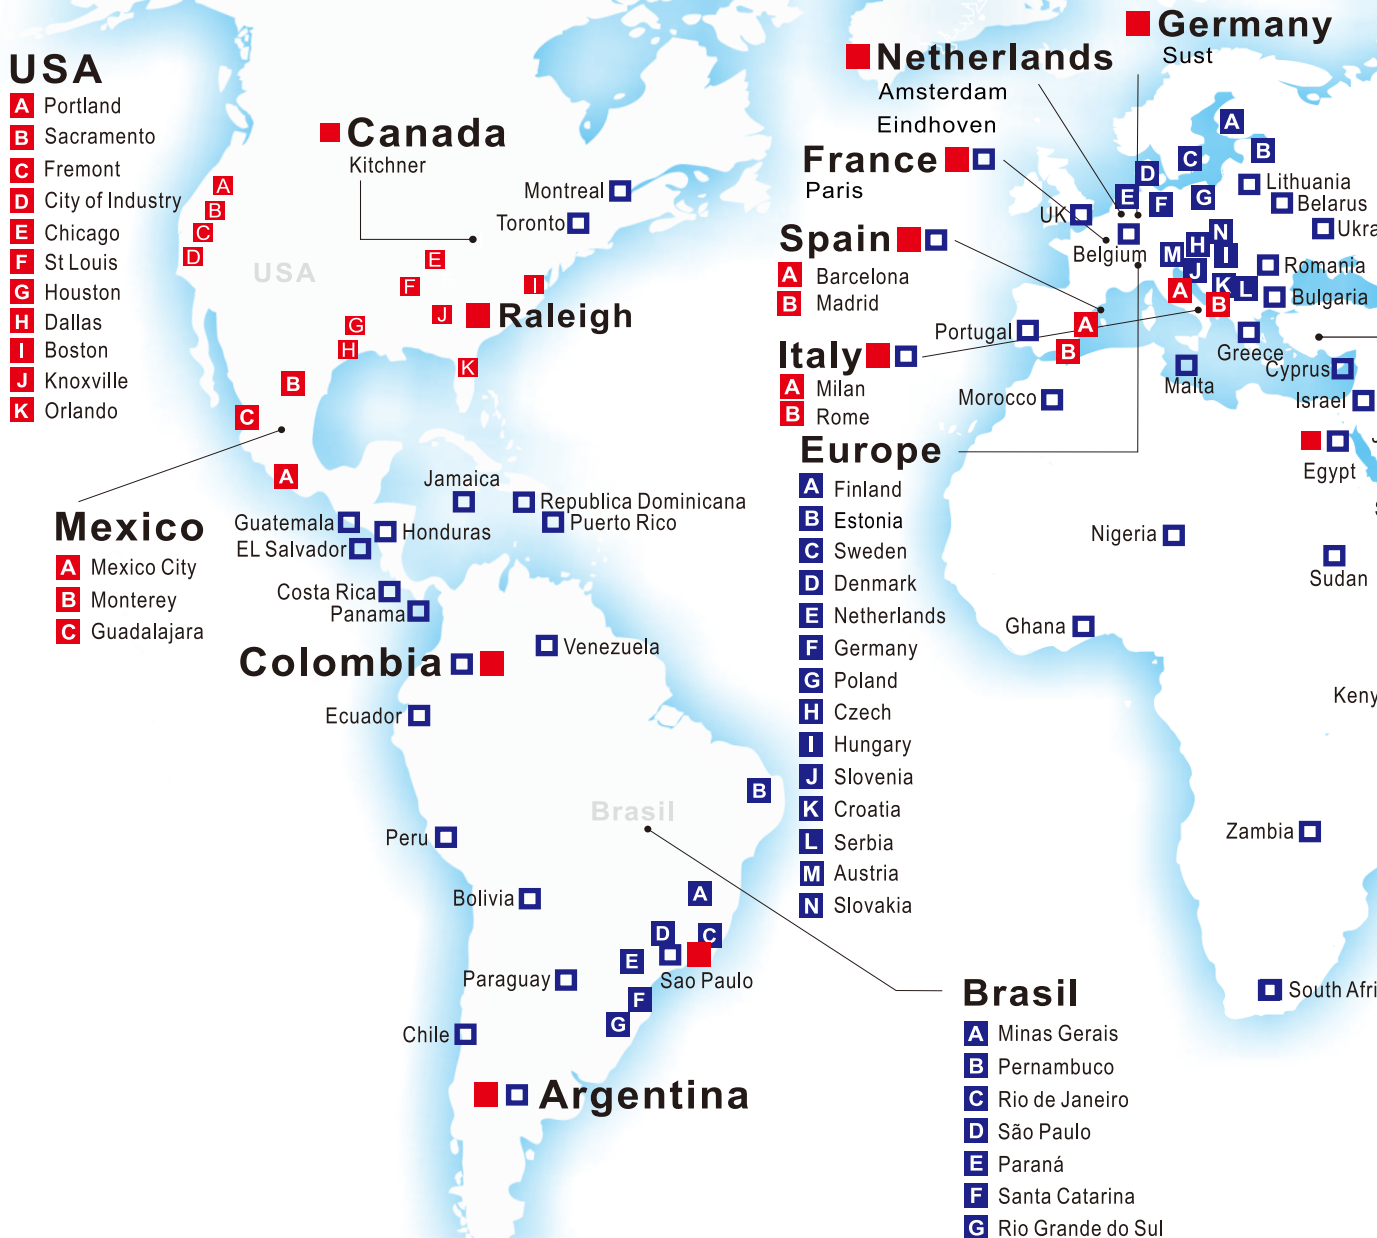 USA
A Portland
B Sacramento
C Fremont
D City of Industry
E Chicago
F St Louis
G Houston
H Dallas
I Boston
J Knoxville
K Orlando
Canada
Kitchner
Montreal
Toronto
A
B
C
D
USA
E
F
I
J
Raleigh
G
H
K
B
C
A
Mexico
A Mexico City
B Monterey
C Guadalajara
Jamaica
Republica Dominicana
Puerto Rico
Guatemala
Honduras
EL Salvador
Costa Rica
Panama
Colombia
Venezuela
Ecuador
Brasil
B
Peru
Bolivia
A
D
C
E
Sao Paulo
Paraguay
F
G
Chile
Argentina
Germany
Sust
Netherlands
Amsterdam
Eindhoven
France
Paris
Spain
A Barcelona
B Madrid
Italy
A Milan
B Rome
Europe
A Finland
B Estonia
C Sweden
D Denmark
E Netherlands
F Germany
G Poland
H Czech
I Hungary
J Slovenia
K Croatia
L Serbia
M Austria
N Slovakia
A
B
C
D
E
F
G
Lithuania
Belarus
UK
Ukra
Belgium
N
H
M
I
J
K
L
Romania
Bulgaria
A
B
Portugal
A
B
Greece
Cyprus
Malta
Israel
Morocco
Egypt
Nigeria
Sudan
Ghana
Keny
Zambia
South Afri
Brasil
A Minas Gerais
B Pernambuco
C Rio de Janeiro
D São Paulo
E Paraná
F Santa Catarina
G Rio Grande do Sul